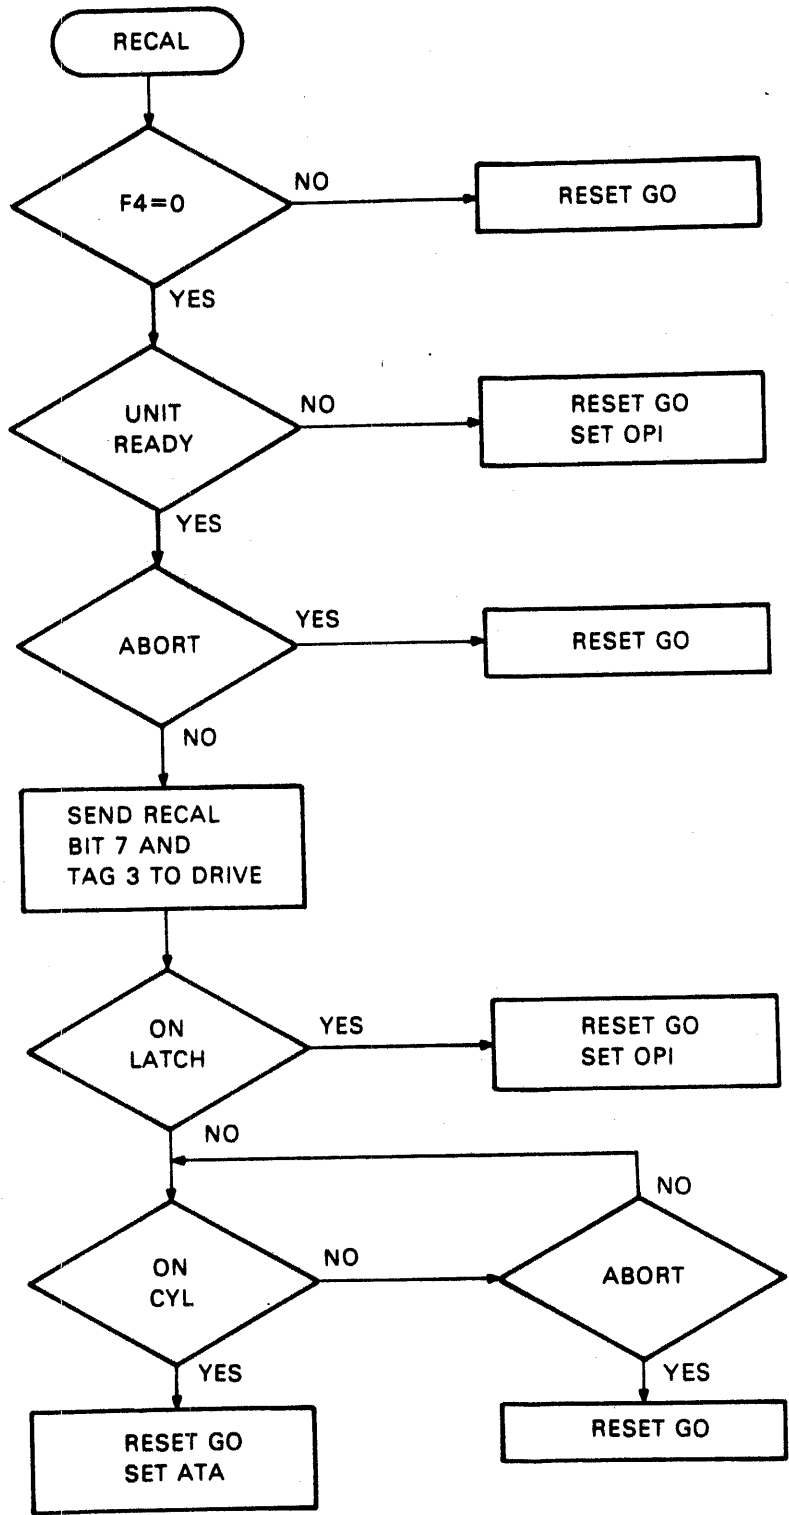 RECAL
F4=0
NO
RESET GO
YES
UNIT
READY
NO
RESET GO
SET OPI
YES
ABORT
YES
RESET GO
NO
SEND RECAL
BIT 7 AND
TAG 3 TO DRIVE
ON
LATCH
YES
RESET GO
SET OPI
NO
ON
CYL
NO
NO
ABORT
YES
RESET GO
SET ATA
YES
RESET GO